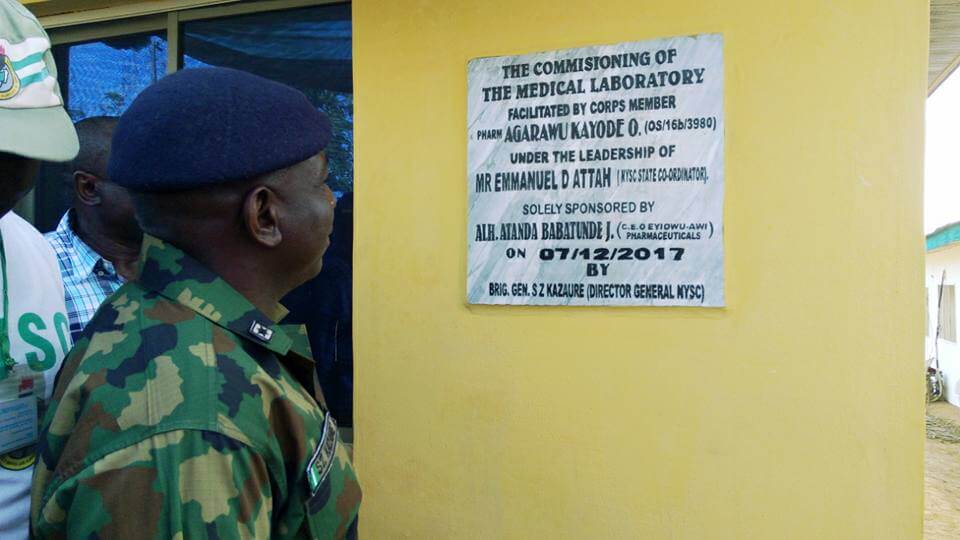 THE COMMISIONING OF
THE MEDICAL LABORATORY
FACILITATED BY CORPS MEMBER
PHARM AGARAWU KAYODE O. (OS/16b/3980)
UNDER THE LEADERSHIP OF
MR EMMANUEL D ATTAH (NYSC STATE CO-ORDINATOR).
SOLELY SPONSORED BY
ALH. ATANDA BABATUNDE J. (C.E.O EYIOWU-AWI PHARMACEUTICALS)
ON 07/12/2017
BY
BRIG. GEN. S Z KAZAURE (DIRECTOR GENERAL NYSC)